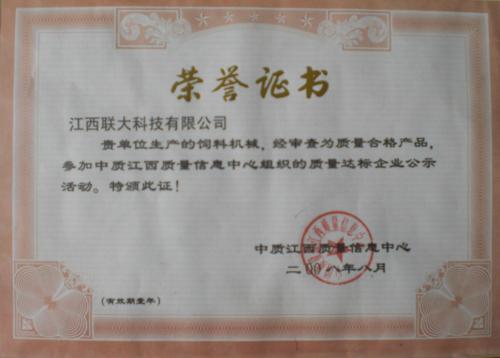 荣誉证书
江西联大科技有限公司
贵单位生产的饲料机械，经审查为质量合格产品，
参加中质江西质量信息中心组织的质量达标企业公示
活动。特颁此证！
中质江西质量信息中心
二00八年八月
(有效期壹年)